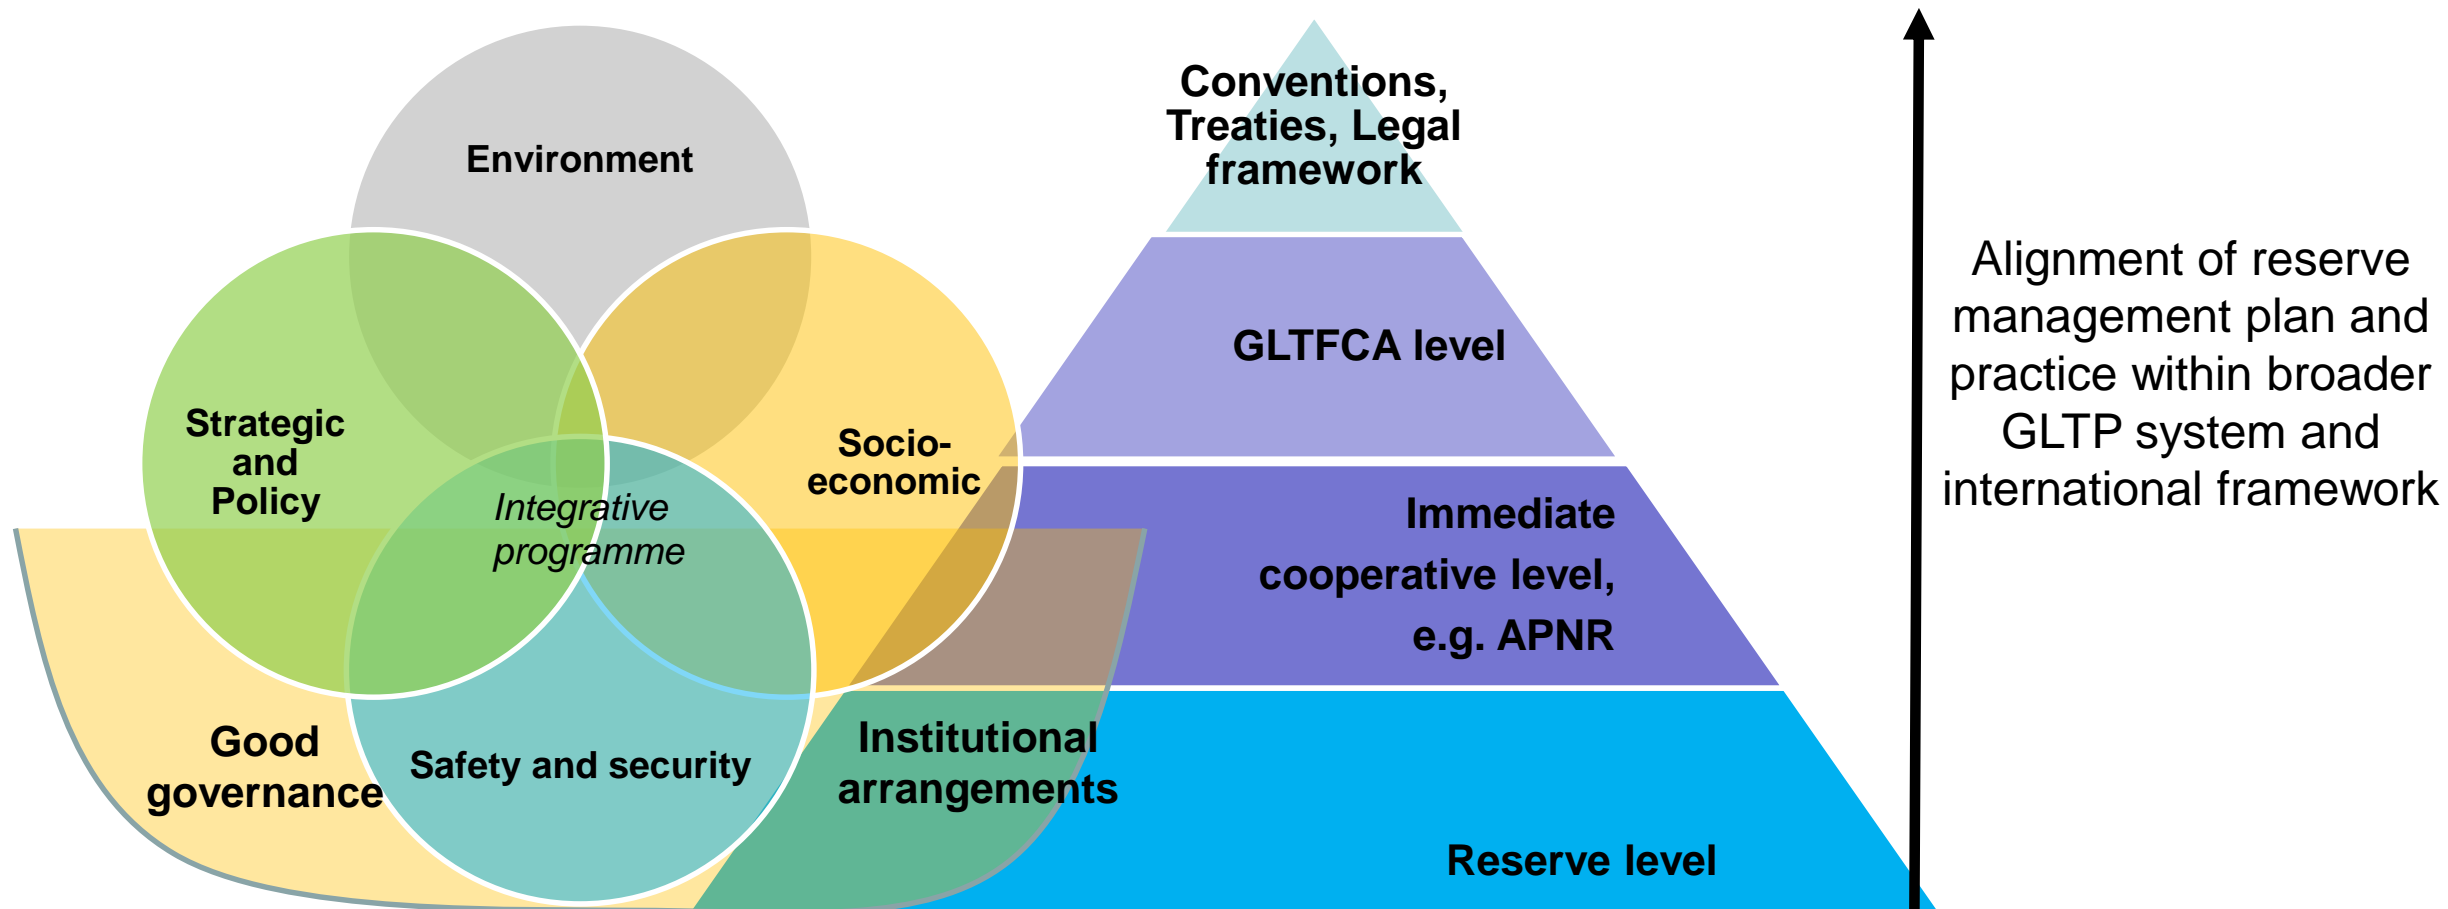 Environment
Strategic
and
Policy
Socio-
economic
Integrative
programme
Good
governance
Safety and security
Institutional
arrangements
Conventions,
Treaties, Legal
framework
GLTFCA level
Immediate
cooperative level,
e.g. APNR
Reserve level
Alignment of reserve
management plan and
practice within broader
GLTP system and
international framework